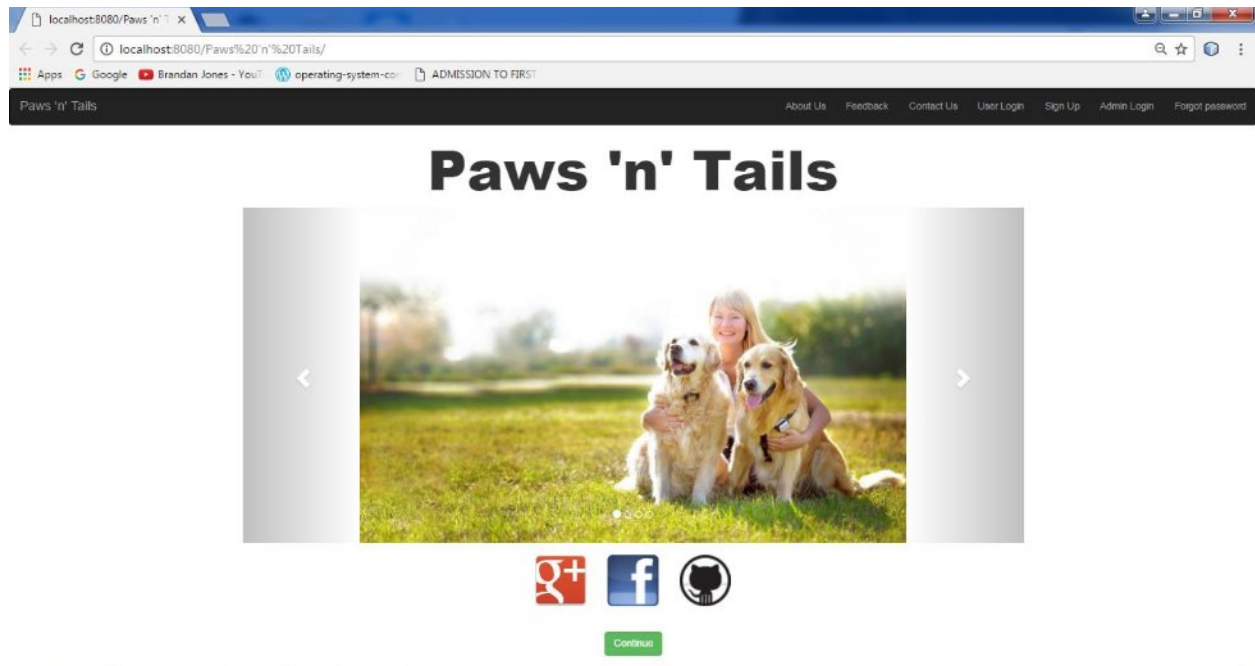 localhost:8080/Paws 'n' T
localhost:8080/Paws%20'n'%20Tails/
Apps Google Brandan Jones - YouT operating-system-con ADMISSION TO FIRST
Paws 'n' Tails About Us Feedback Contact Us User Login Sign Up Admin Login Forgot password
Paws 'n' Tails
g+ f
Continue